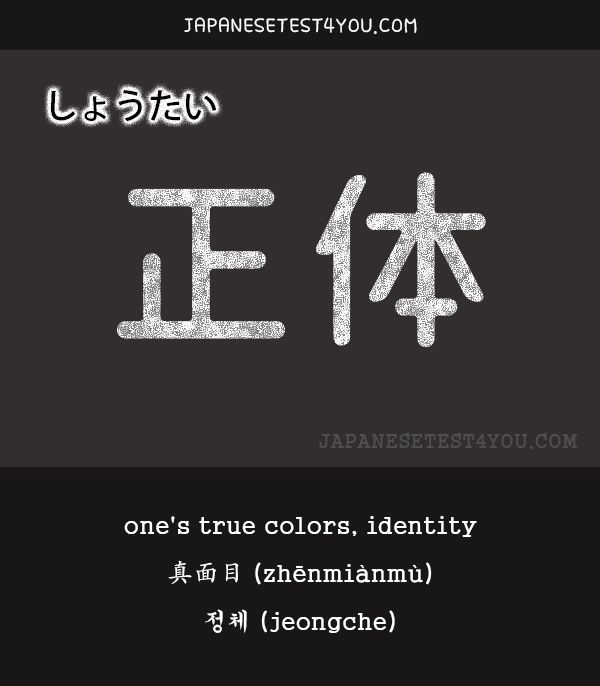 JAPANESETEST4YOU.COM
しょうたい
正体
JAPANESETEST4YOU.COM
one's true colors, identity
真面目 (zhēnmiànmù)
정체 (jeongche)